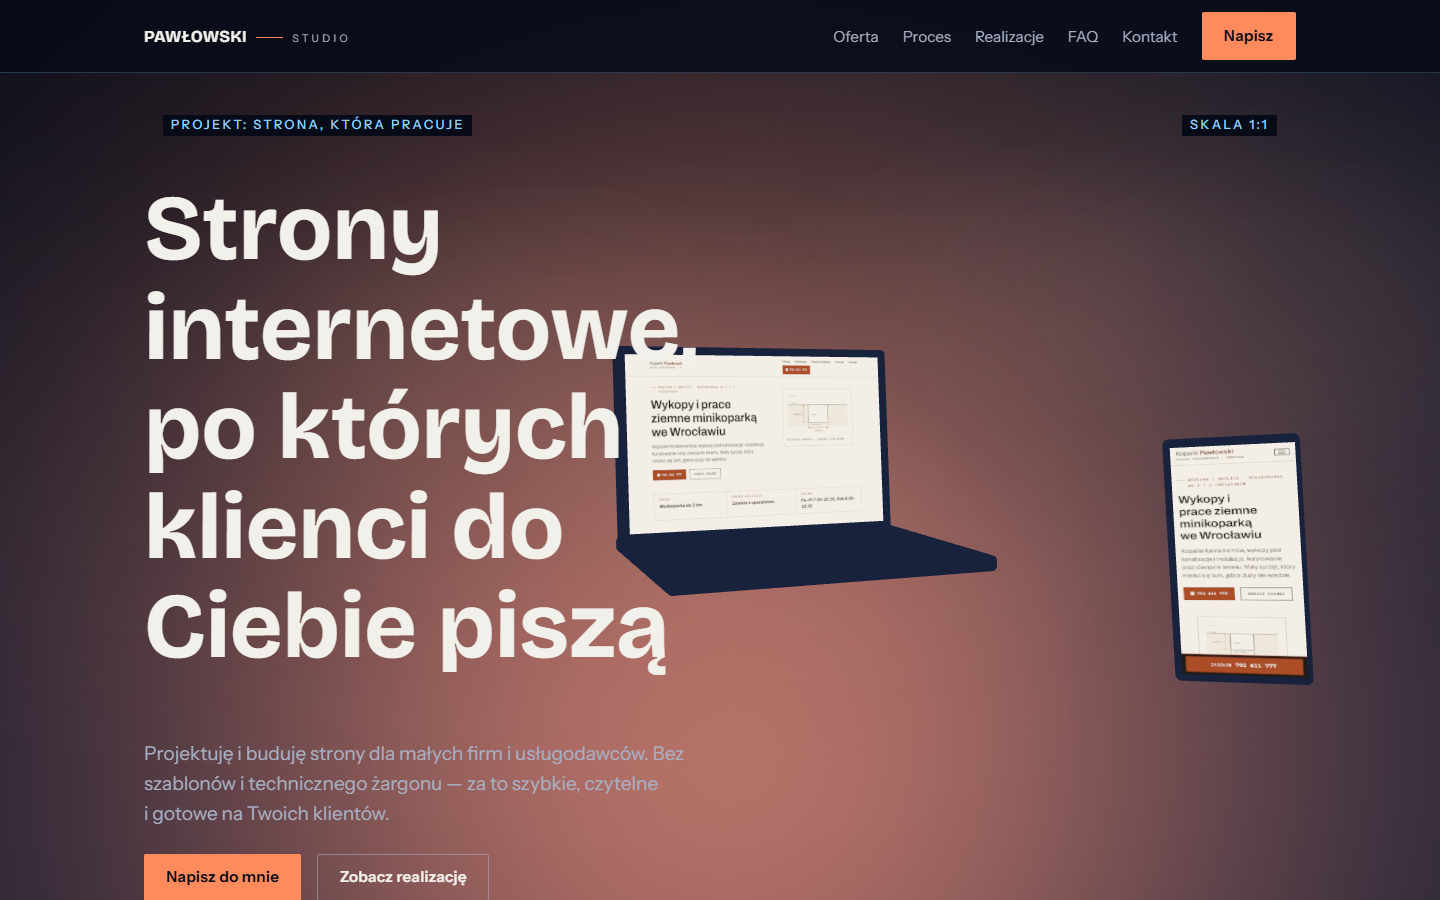 PAWŁOWSKI — STUDIO
Oferta Proces Realizacje FAQ Kontakt Napisz
PROJEKT: STRONA, KTÓRA PRACUJE
SKALA 1:1
Strony
internetowe,
po których
klienci do
Ciebie piszą
Projektuję i buduję strony dla małych firm i usługodawców. Bez
szablonów i technicznego żargonu — za to szybkie, czytelne
i gotowe na Twoich klientów.
Napisz do mnie
Zobacz realizację
Wykopy i prace
ziemne minikoparką
we Wrocławiu
Pawłowski
Wykopy i
prace ziemne
minikoparką
we Wrocławiu